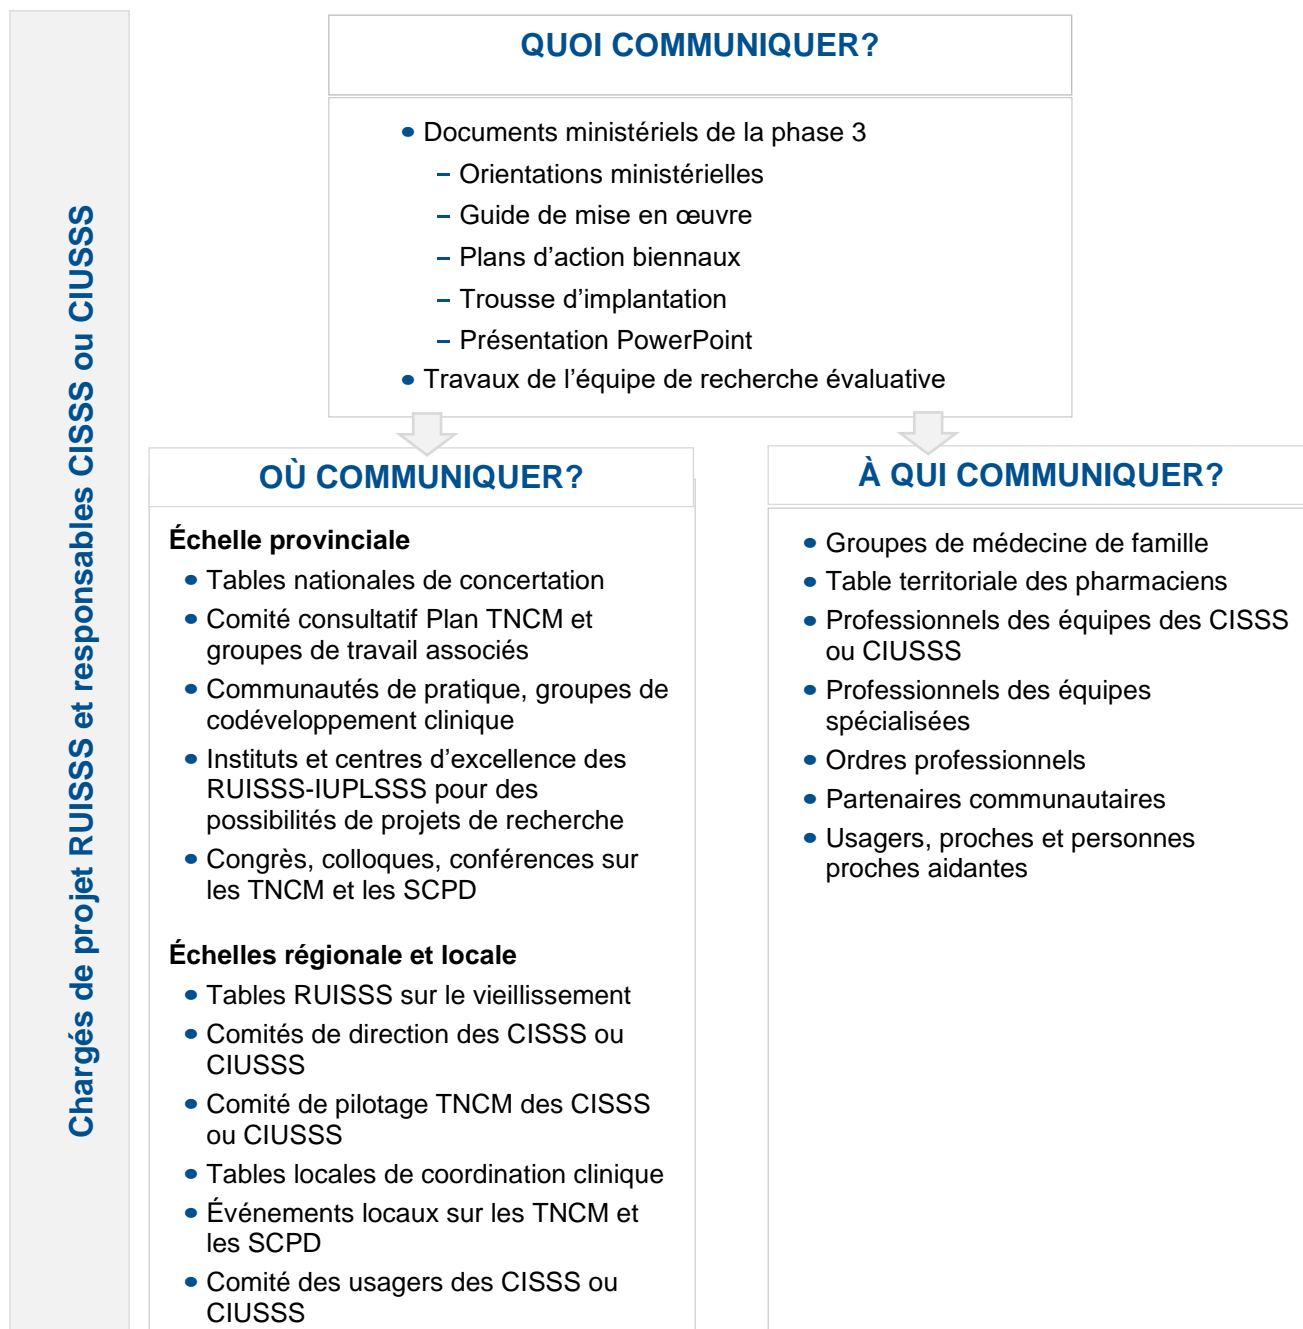 Chargés de projet RUISSS et responsables CISSS ou CIUSSS
QUOI COMMUNIQUER?
• Documents ministériels de la phase 3
– Orientations ministérielles
– Guide de mise en œuvre
– Plans d’action biennaux
– Trousse d’implantation
– Présentation PowerPoint
• Travaux de l’équipe de recherche évaluative
OÙ COMMUNIQUER?
Échelle provinciale
• Tables nationales de concertation
• Comité consultatif Plan TNCM et
groupes de travail associés
• Communautés de pratique, groupes de
codéveloppement clinique
• Instituts et centres d’excellence des
RUISSS-IUPLSSS pour des
possibilités de projets de recherche
• Congrès, colloques, conférences sur
les TNCM et les SCPD
Échelles régionale et locale
• Tables RUISSS sur le vieillissement
• Comités de direction des CISSS ou
CIUSSS
• Comité de pilotage TNCM des CISSS
ou CIUSSS
• Tables locales de coordination clinique
• Événements locaux sur les TNCM et
les SCPD
• Comité des usagers des CISSS ou
CIUSSS
À QUI COMMUNIQUER?
• Groupes de médecine de famille
• Table territoriale des pharmaciens
• Professionnels des équipes des CISSS
ou CIUSSS
• Professionnels des équipes
spécialisées
• Ordres professionnels
• Partenaires communautaires
• Usagers, proches et personnes
proches aidantes